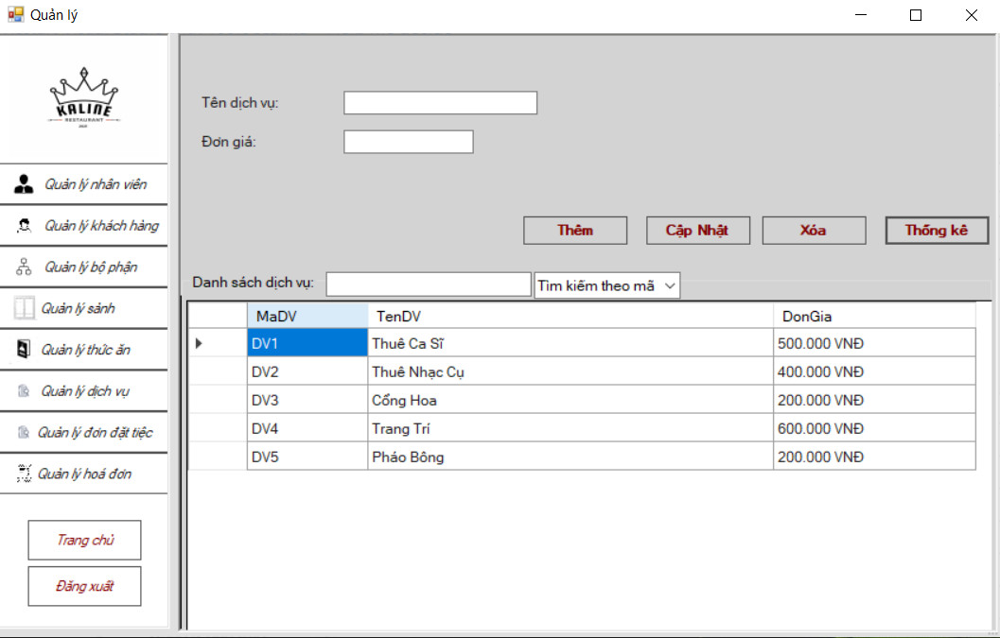 Quản lý
KALINE
RESTAURANT
Quản lý nhân viên
Quản lý khách hàng
Quản lý bộ phận
Quản lý sảnh
Quản lý thức ăn
Quản lý dịch vụ
Quản lý đơn đặt tiệc
Quản lý hoá đơn
Trang chủ
Đăng xuất
Tên dịch vụ:
Đơn giá:
Thêm Cập Nhật Xóa Thống kê
Danh sách dịch vụ: Tìm kiếm theo mã
MaDV TenDV DonGia
DV1 Thuê Ca Sĩ 500.000 VNĐ
DV2 Thuê Nhạc Cụ 400.000 VNĐ
DV3 Cổng Hoa 200.000 VNĐ
DV4 Trang Trí 600.000 VNĐ
DV5 Pháo Bông 200.000 VNĐ